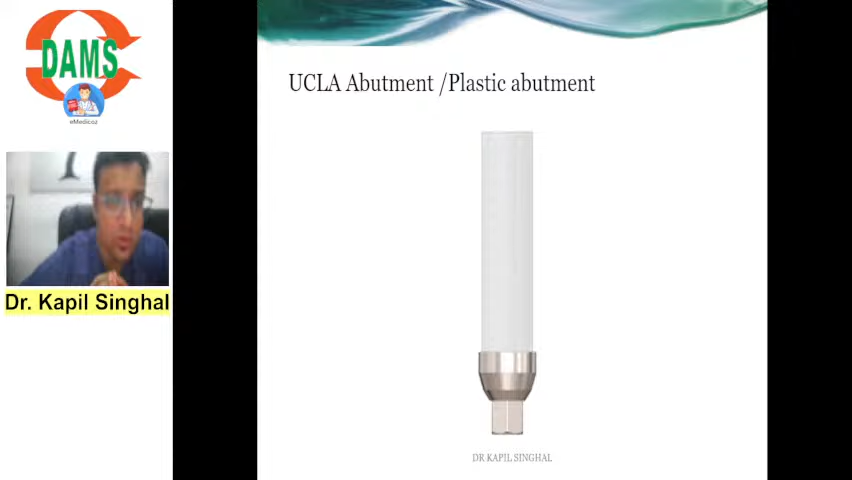 DAMS
eMedicoz
Dr. Kapil Singhal
UCLA Abutment /Plastic abutment
DR KAPIL SINGHAL